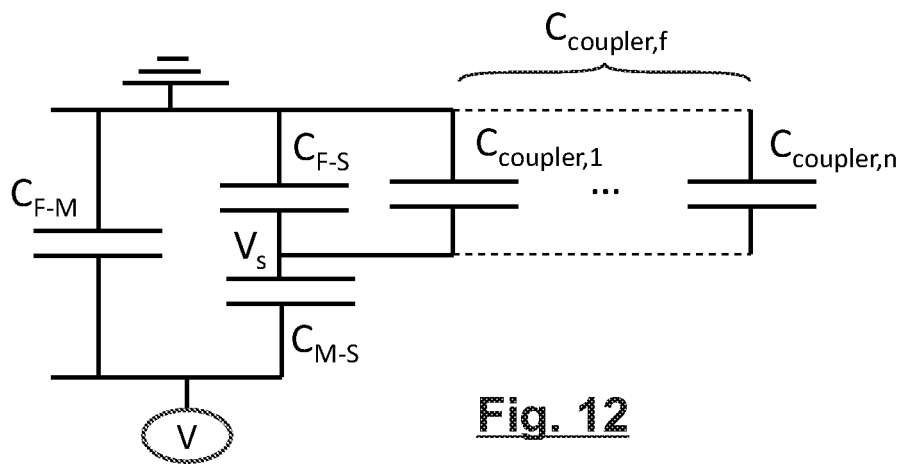 C_coupler,f
C_F-S
C_coupler,1
C_coupler,n
C_F-M
...
V_s
C_M-S
V
Fig. 12